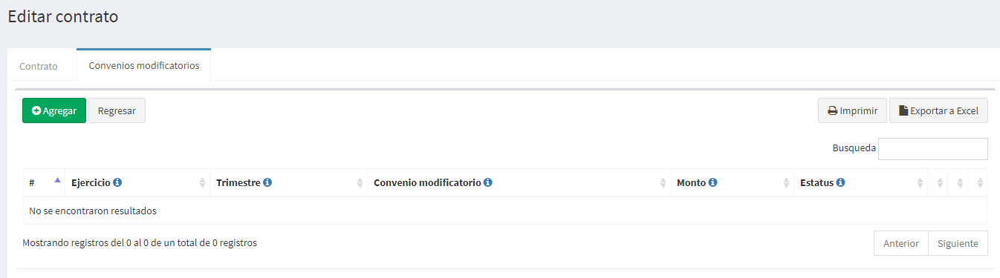 Editar contrato
Contrato Convenios modificatorios
Agregar Regresar Imprimir Exportar a Excel
Busqueda
# Ejercicio Trimestre Convenio modificatorio Monto Estatus
No se encontraron resultados
Mostrando registros del 0 al 0 de un total de 0 registros Anterior Siguiente